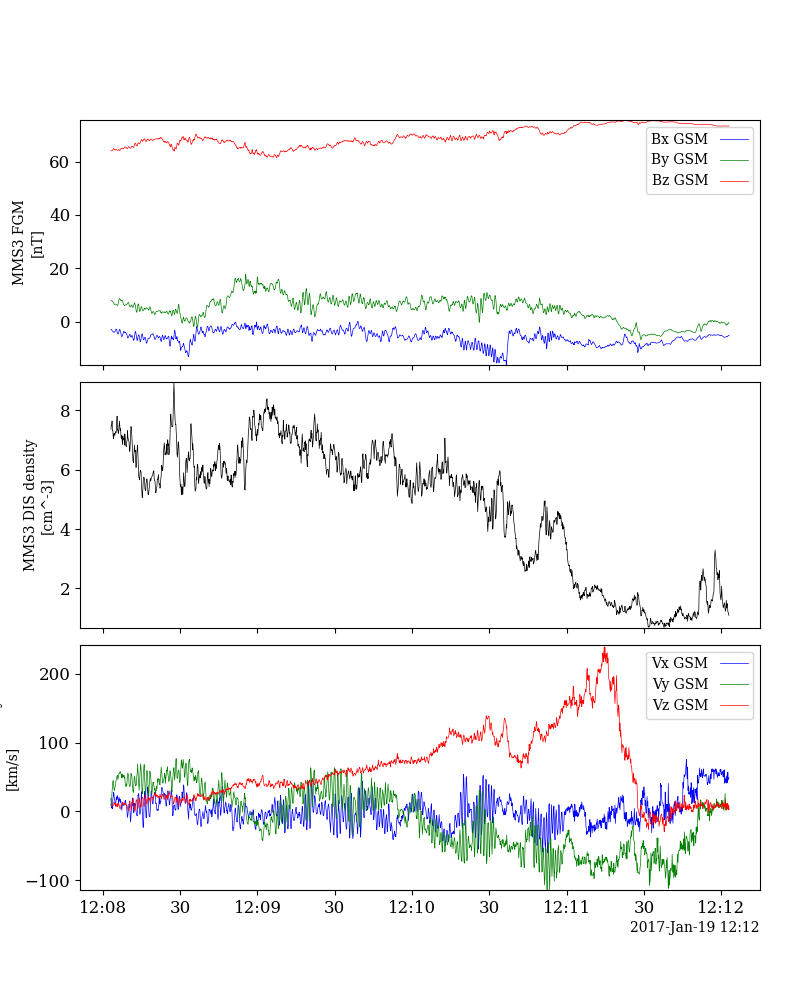 MMS3 FGM
[nT]
60
40
20
0
Bx GSM
By GSM
Bz GSM
MMS3 DIS density
[cm^-3]
8
6
4
2
[km/s]
200
100
0
−100
Vx GSM
Vy GSM
Vz GSM
12:08 30 12:09 30 12:10 30 12:11 30 12:12
2017-Jan-19 12:12